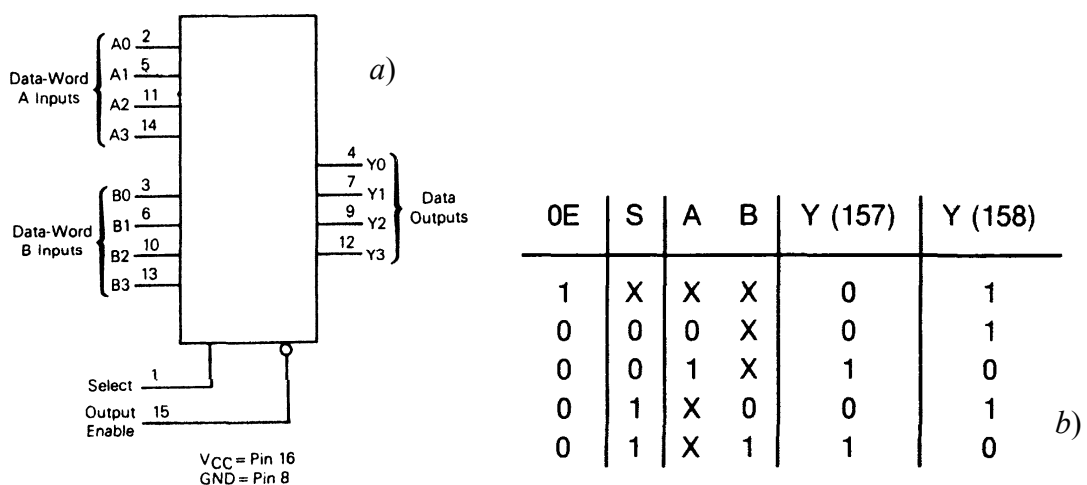 a)
Data-Word
A Inputs
A0 2
A1 5
A2 11
A3 14
Data-Word
B Inputs
B0 3
B1 6
B2 10
B3 13
4 Y0
7 Y1
9 Y2
12 Y3
Data
Outputs
Select 1
Output
Enable
15
VCC = Pin 16
GND = Pin 8
0E S A B Y (157) Y (158)
1 X X X 0 1
0 0 0 X 0 1
0 0 1 X 1 0
0 1 X 0 0 1
0 1 X 1 1 0
b)